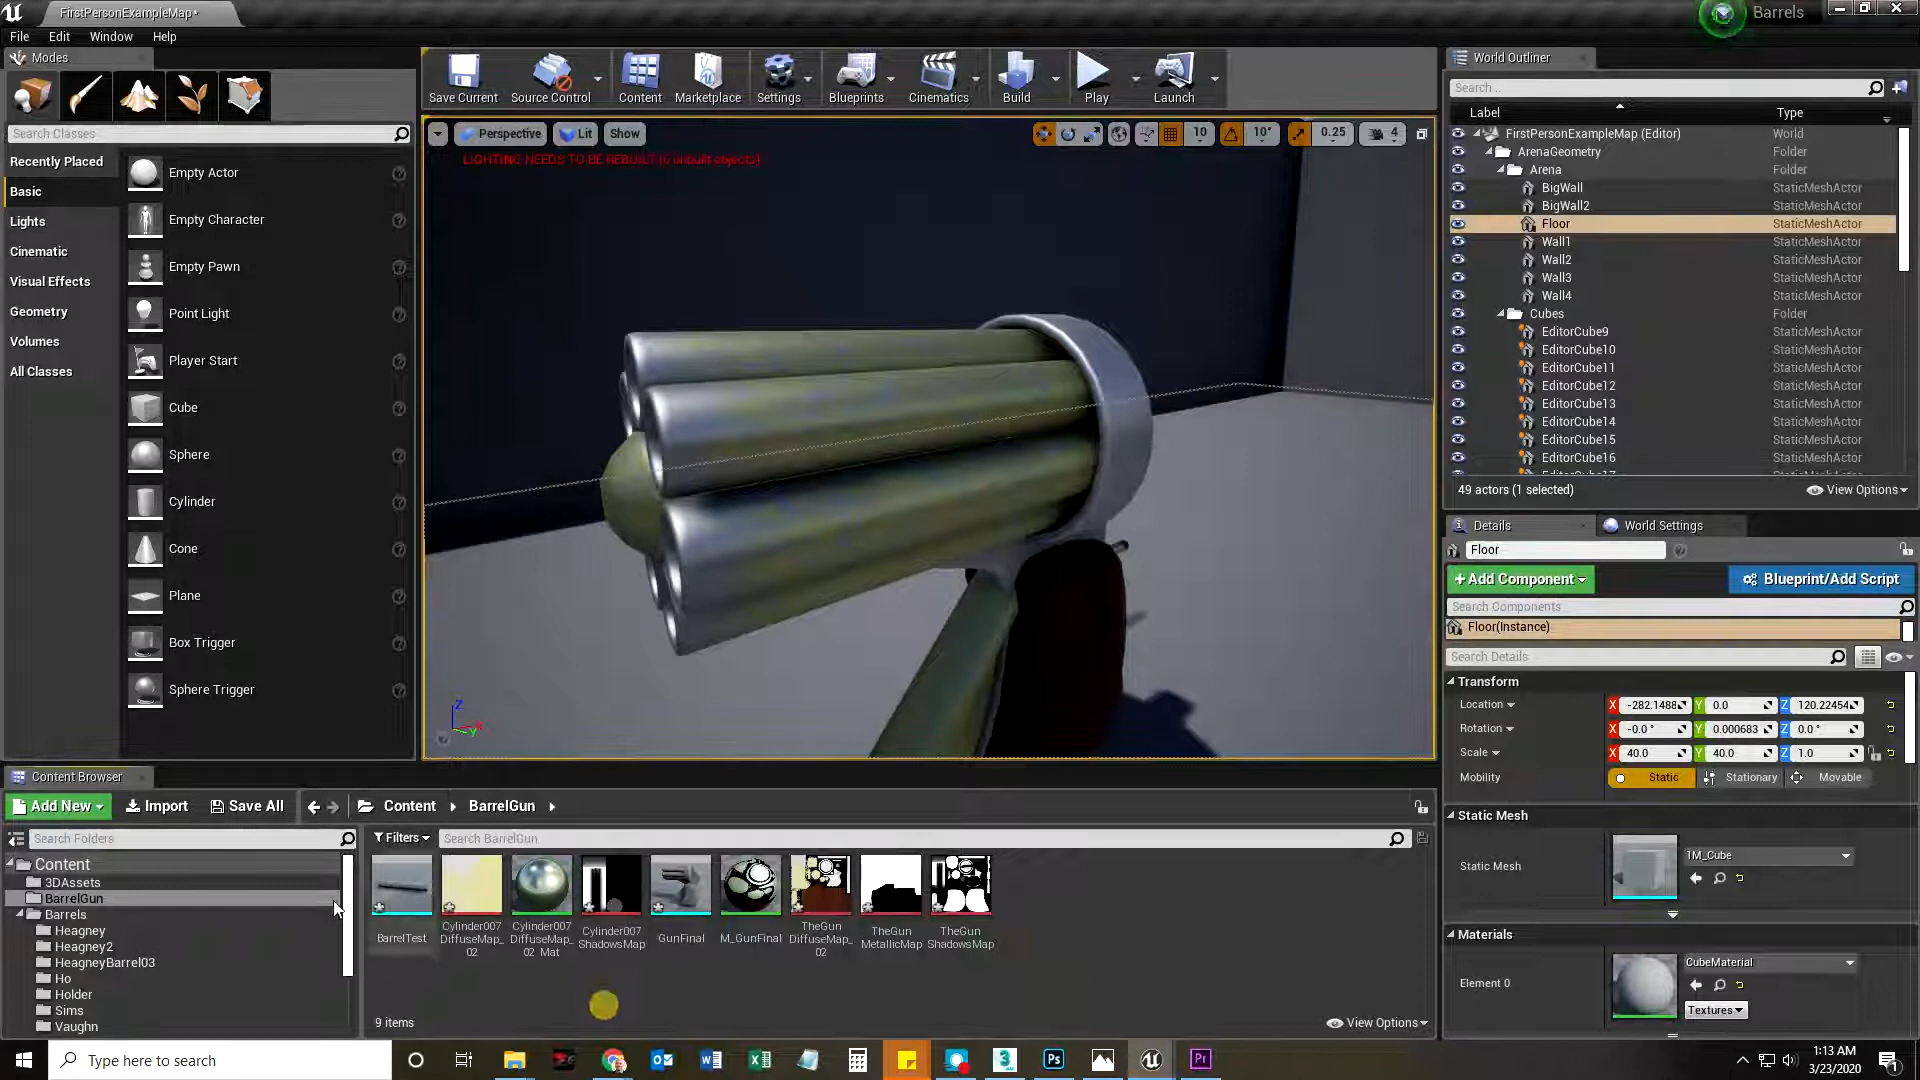 FirstPersonExampleMap*
Barrels
File
Edit
Window
Help
Modes
Search Classes
Recently Placed
Basic
Lights
Cinematic
Visual Effects
Geometry
Volumes
All Classes
Empty Actor
Empty Character
Empty Pawn
Point Light
Player Start
Cube
Sphere
Cylinder
Cone
Plane
Box Trigger
Sphere Trigger
Save Current
Source Control
Content
Marketplace
Settings
Blueprints
Cinematics
Build
Play
Launch
Perspective
Lit
Show
10
10°
0.25
4
LIGHTING NEEDS TO BE REBUILT (6 unbuilt objects)
Z
X
Y
World Outliner
Search...
Label
Type
FirstPersonExampleMap (Editor) World
ArenaGeometry Folder
Arena Folder
BigWall StaticMeshActor
BigWall2 StaticMeshActor
Floor StaticMeshActor
Wall1 StaticMeshActor
Wall2 StaticMeshActor
Wall3 StaticMeshActor
Wall4 StaticMeshActor
Cubes Folder
EditorCube9 StaticMeshActor
EditorCube10 StaticMeshActor
EditorCube11 StaticMeshActor
EditorCube12 StaticMeshActor
EditorCube13 StaticMeshActor
EditorCube14 StaticMeshActor
EditorCube15 StaticMeshActor
EditorCube16 StaticMeshActor
49 actors (1 selected)
View Options
Details
World Settings
Floor
+Add Component
Blueprint/Add Script
Search Components
Floor(Instance)
Search Details
Transform
Location X -282.1488 Y 0.0 Z 120.22454
Rotation X -0.0 ° Y 0.000683 Z 0.0 °
Scale X 40.0 Y 40.0 Z 1.0
Mobility Static Stationary Movable
Static Mesh
Static Mesh
1M_Cube
Materials
Element 0
CubeMaterial
Textures
Content Browser
Add New
Import
Save All
Content
BarrelGun
Search Folders
Filters
Search BarrelGun
Content
3DAssets
BarrelGun
Barrels
Heagney
Heagney2
HeagneyBarrel03
Ho
Holder
Sims
Vaughn
BarrelTest
Cylinder007
DiffuseMap_
02
Cylinder007
DiffuseMap_
02_Mat
Cylinder007
ShadowsMap
GunFinal
M_GunFinal
TheGun
DiffuseMap_
02
TheGun
MetallicMap
TheGun
ShadowsMap
9 items
View Options
Type here to search
Ps
Pr
1:13 AM
3/23/2020